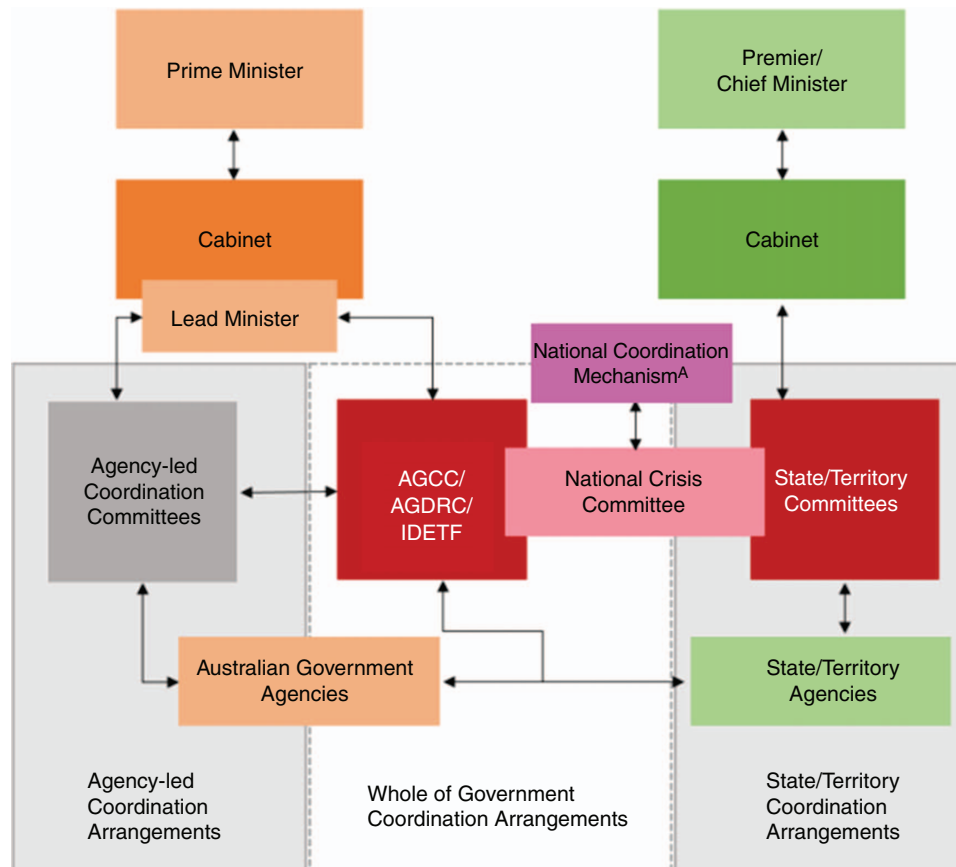 Prime Minister
Premier/
Chief Minister
Cabinet
Cabinet
Lead Minister
National Coordination
Mechanismᴬ
Agency-led
Coordination
Committees
AGCC/
AGDRC/
IDETF
National Crisis
Committee
State/Territory
Committees
Australian Government
Agencies
State/Territory
Agencies
Agency-led
Coordination
Arrangements
Whole of Government
Coordination Arrangements
State/Territory
Coordination
Arrangements